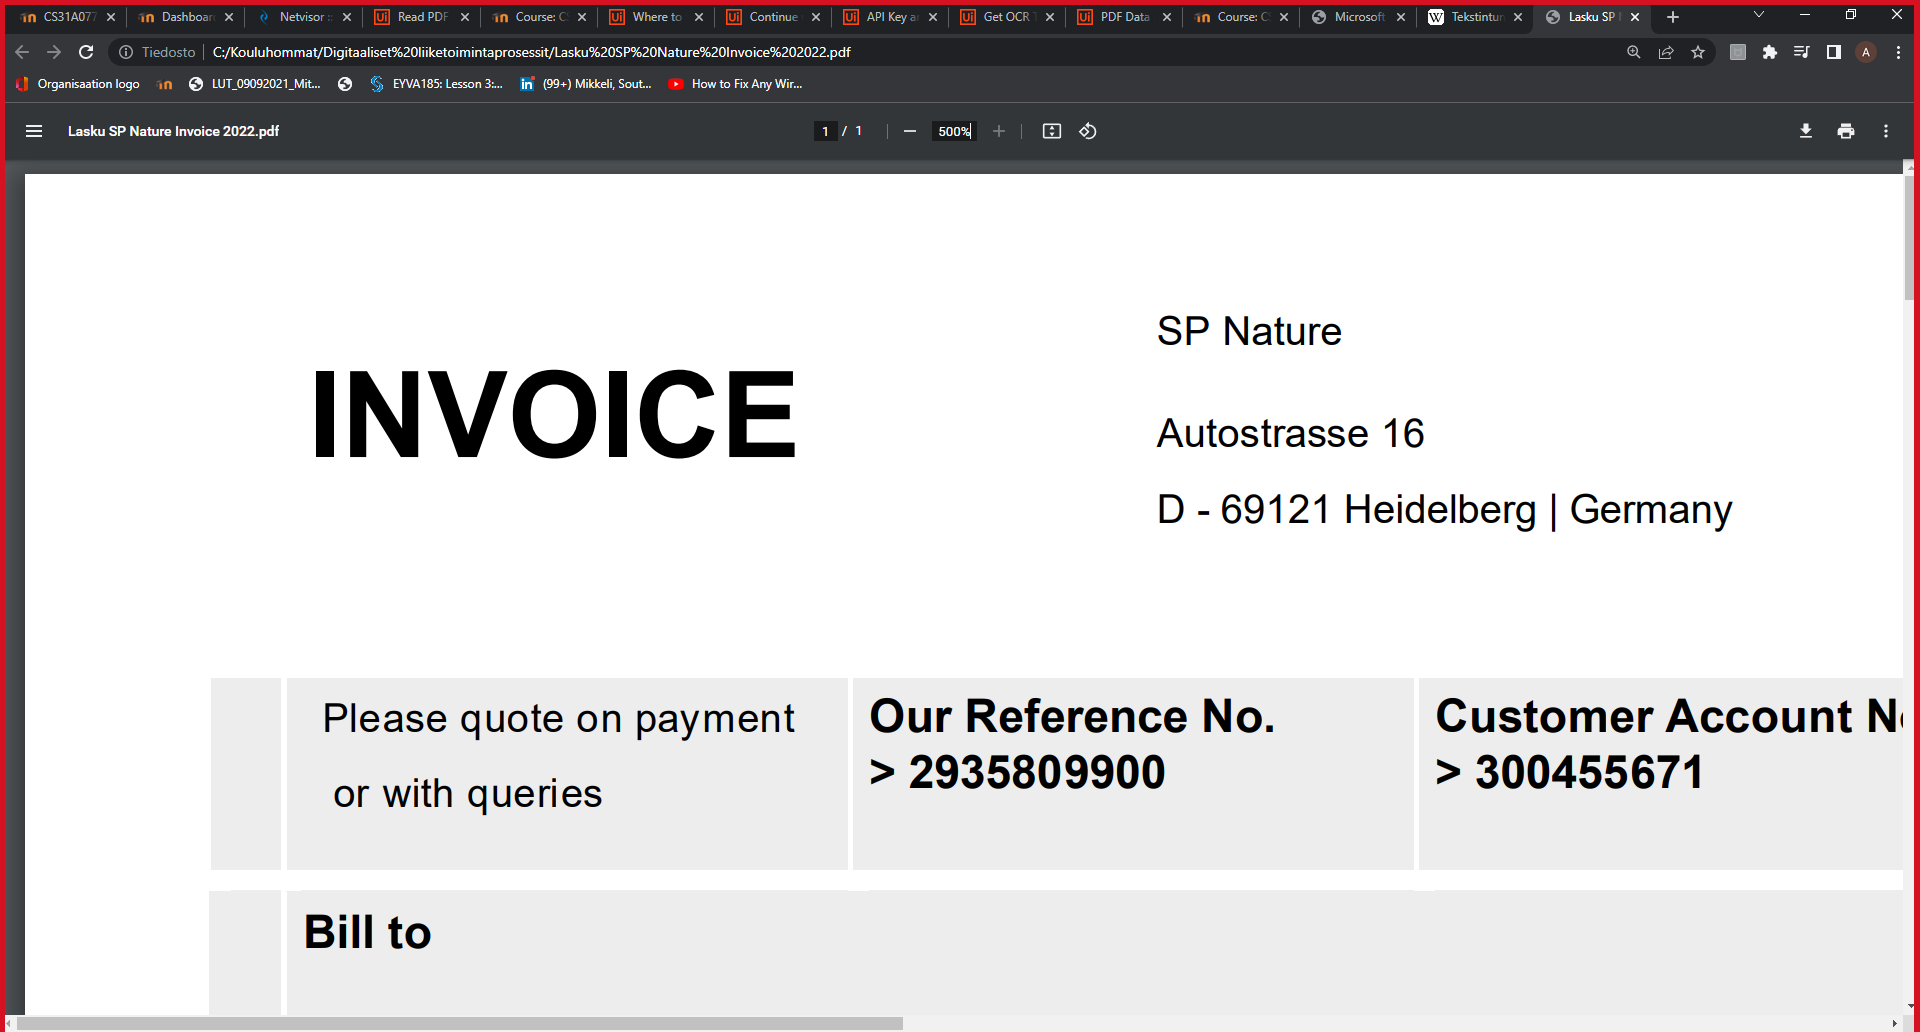 CS31A077 Dashboar Netvisor Read PDF Course: C Where to Continue API Key a Get OCR PDF Data Course: C Microsoft Tekstintun Lasku SP
Tiedosto C:/Kouluhommat/Digitaaliset%20liiketoimintaprosessit/Lasku%20SP%20Nature%20Invoice%202022.pdf A
Organisaation logo LUT_09092021_Mit... EYVA185: Lesson 3:... (99+) Mikkeli, Sout... How to Fix Any Wir...
Lasku SP Nature Invoice 2022.pdf 1 / 1 500%
SP Nature
INVOICE
Autostrasse 16
D - 69121 Heidelberg | Germany
Please quote on payment
or with queries
Our Reference No.
> 2935809900
Customer Account N
> 300455671
Bill to